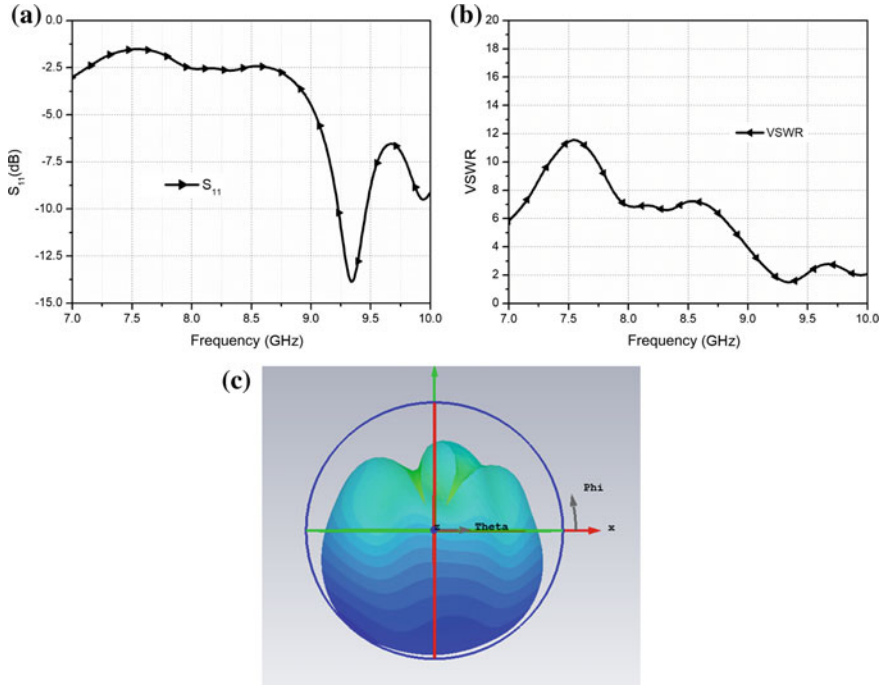 (a)
0.0
-2.5
-5.0
-7.5
-10.0
-12.5
-15.0
S11(dB)
S11
7.0 7.5 8.0 8.5 9.0 9.5 10.0
Frequency (GHz)
(b)
20
18
16
14
12
10
8
6
4
2
0
VSWR
VSWR
7.0 7.5 8.0 8.5 9.0 9.5 10.0
Frequency (GHz)
(c)
Phi
z
Theta
x